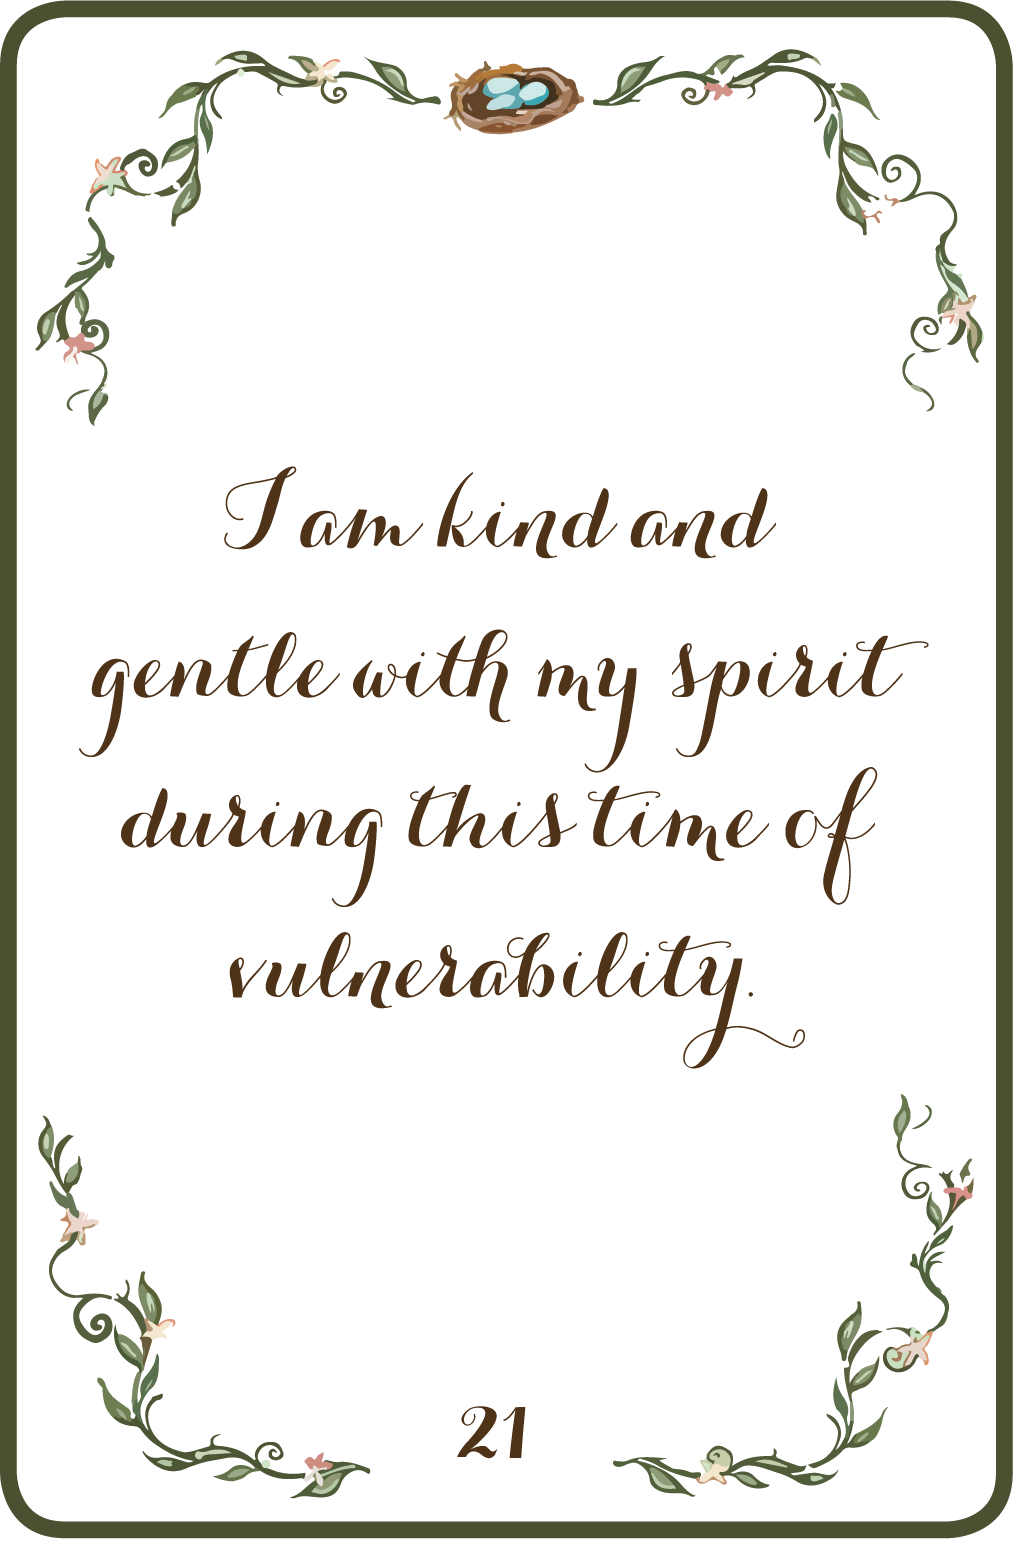 I am kind and
gentle with my spirit
during this time of
vulnerability.
21